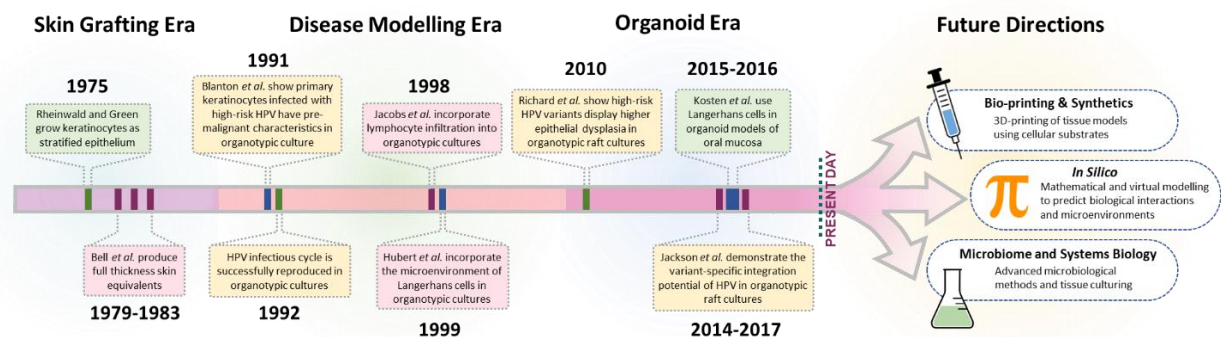 Skin Grafting Era
Disease Modelling Era
Organoid Era
Future Directions
1975
Rheinwald and Green
grow keratinocytes as
stratified epithelium
1991
Blanton et al. show primary
keratinocytes infected with
high-risk HPV have pre-
malignant characteristics in
organotypic culture
1998
Jacobs et al. incorporate
lymphocyte infiltration into
organotypic cultures
2010
Richard et al. show high-risk
HPV variants display higher
epithelial dysplasia in
organotypic raft cultures
2015-2016
Kosten et al. use
Langerhans cells in
organoid models of
oral mucosa
Bell et al. produce
full thickness skin
equivalents
1979-1983
HPV infectious cycle is
successfully reproduced in
organotypic cultures
1992
Hubert et al. incorporate
the microenvironment of
Langerhans cells in
organotypic cultures
1999
Jackson et al. demonstrate the
variant-specific integration
potential of HPV in organotypic
raft cultures
2014-2017
PRESENT DAY
Bio-printing & Synthetics
3D-printing of tissue models
using cellular substrates
π
In Silico
Mathematical and virtual modelling
to predict biological interactions
and microenvironments
Microbiome and Systems Biology
Advanced microbiological
methods and tissue culturing